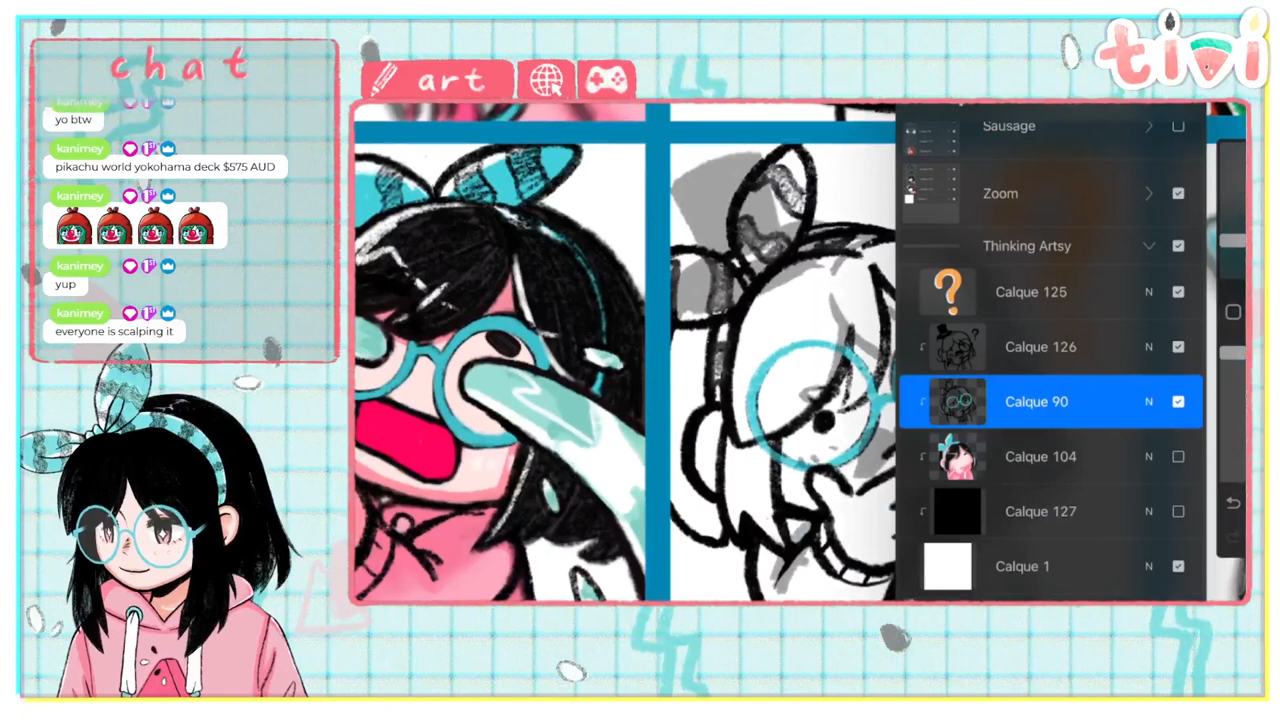 chat
kanimey
yo btw
kanimey
pikachu world yokohama deck $575 AUD
kanimey
kanimey
yup
kanimey
everyone is scalping it
art
tivi
Sausage
Zoom
Thinking Artsy
?
Calque 125 N
Calque 126 N
Calque 90 N
Calque 104 N
Calque 127 N
Calque 1 N